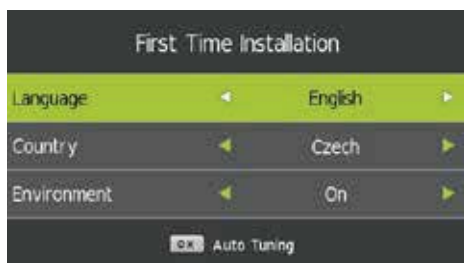 First Time Installation
Language English
Country Czech
Environment On
OK Auto Tuning